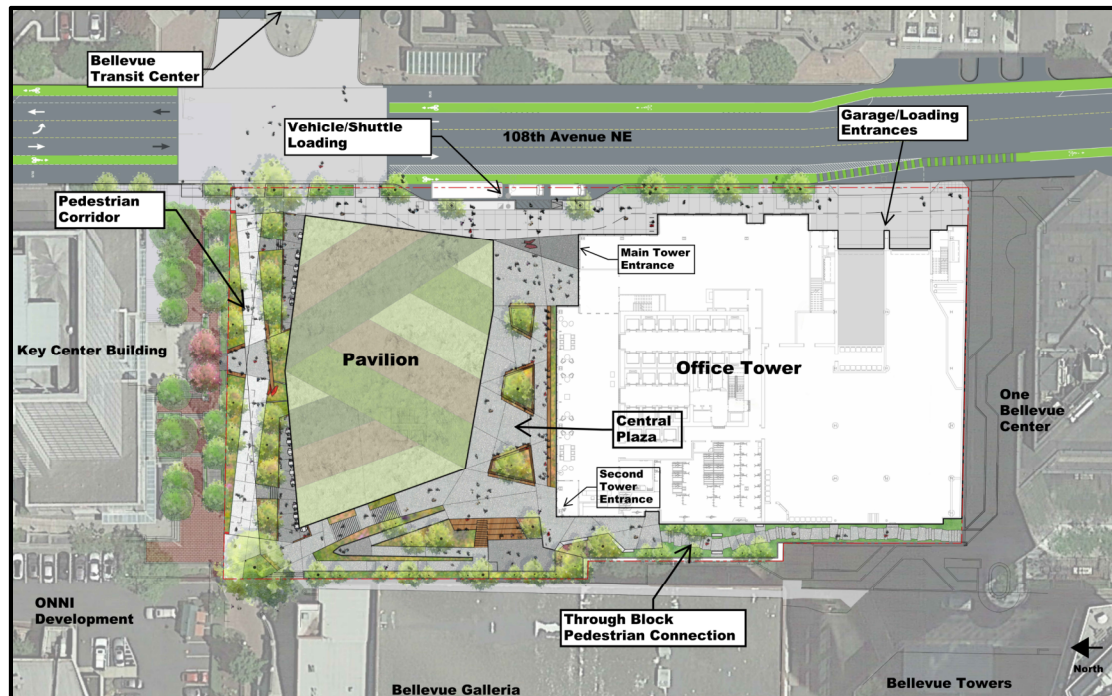 Bellevue
Transit Center
Vehicle/Shuttle
Loading
108th Avenue NE
Garage/Loading
Entrances
Pedestrian
Corridor
Main Tower
Entrance
Key Center Building
Pavilion
Office Tower
One
Bellevue
Center
Central
Plaza
Second
Tower
Entrance
ONNI
Development
Through Block
Pedestrian Connection
North
Bellevue Galleria
Bellevue Towers